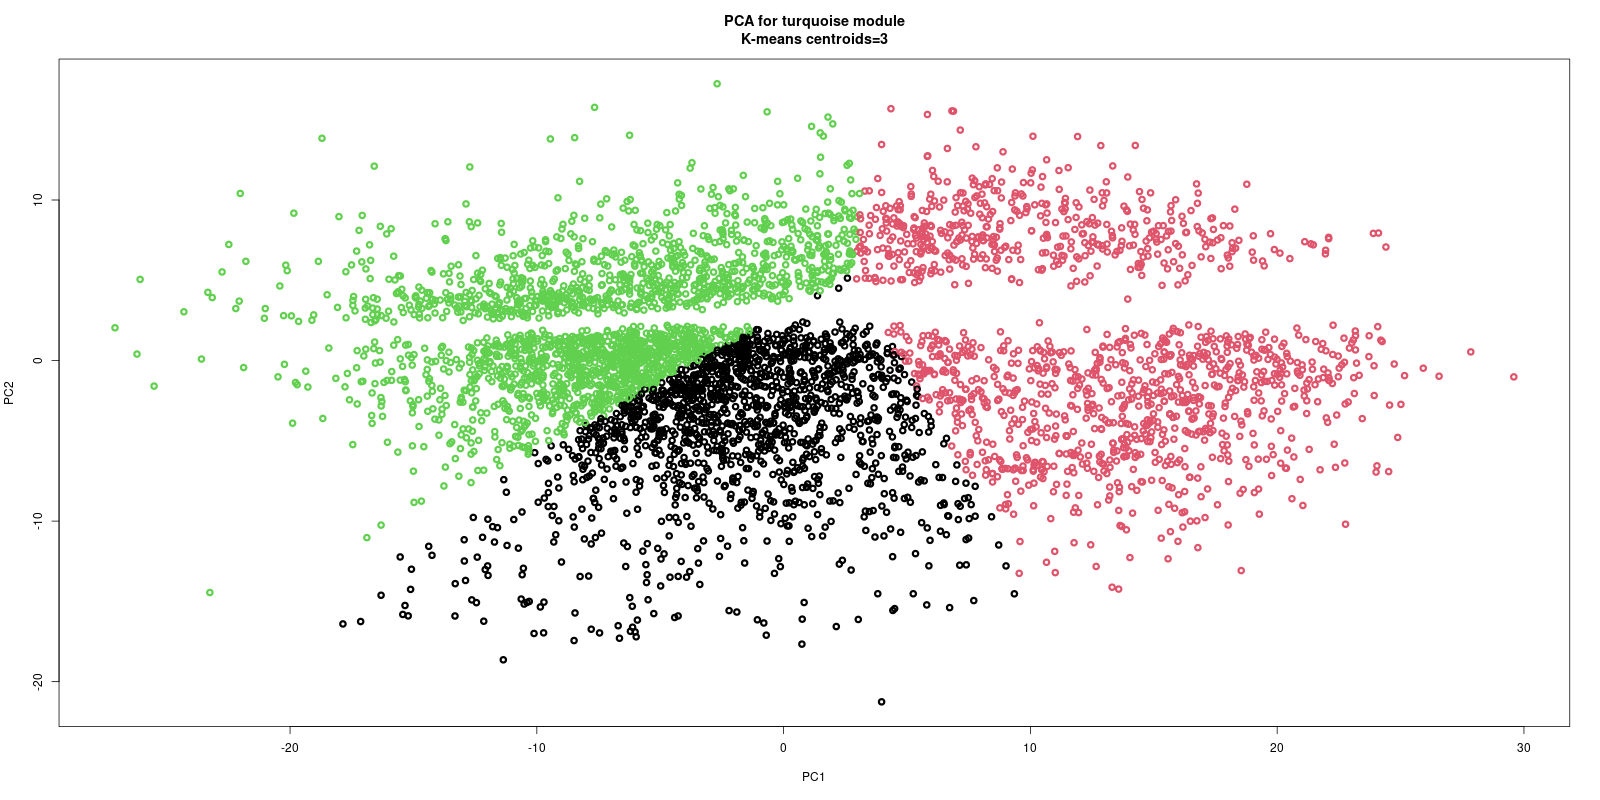 PCA for turquoise module
K-means centroids=3
PC2
10
0
-10
-20
-20
-10
0
10
20
30
PC1